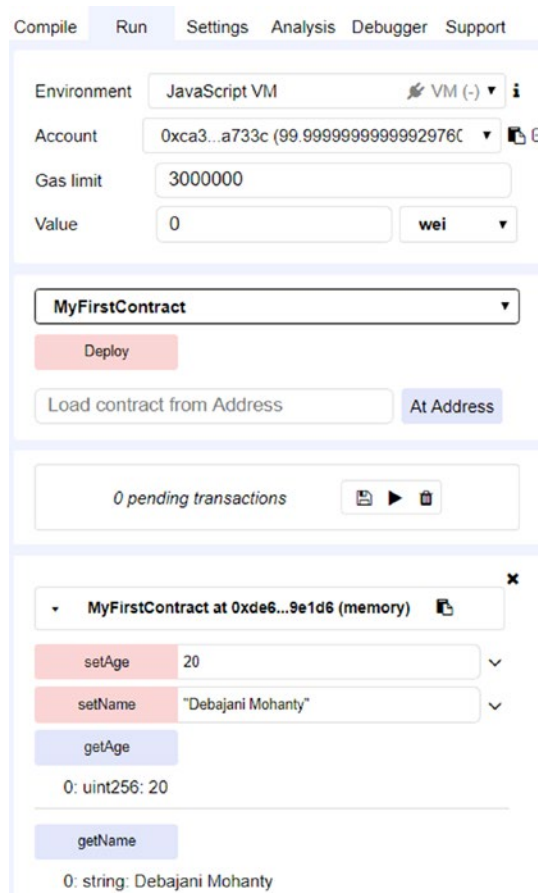 Compile Run Settings Analysis Debugger Support
Environment JavaScript VM VM (-) i
Account 0xca3...a733c (99.9999999999992976(
Gas limit 3000000
Value 0 wei
MyFirstContract
Deploy
Load contract from Address At Address
0 pending transactions
MyFirstContract at 0xde6...9e1d6 (memory)
setAge 20
setName "Debajani Mohanty"
getAge
0: uint256: 20
getName
0: string: Debajani Mohanty